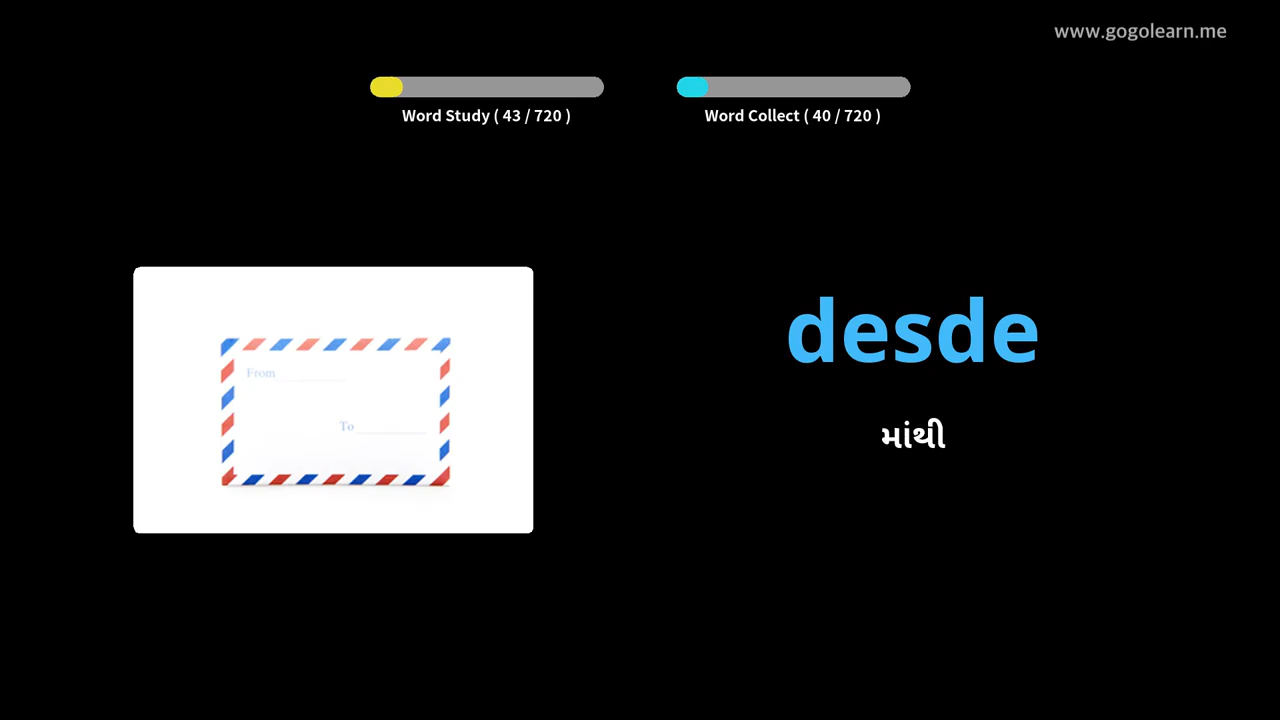 www.gogolearn.me
Word Study ( 43 / 720 )
Word Collect ( 40 / 720 )
From
To
desde
માંથી